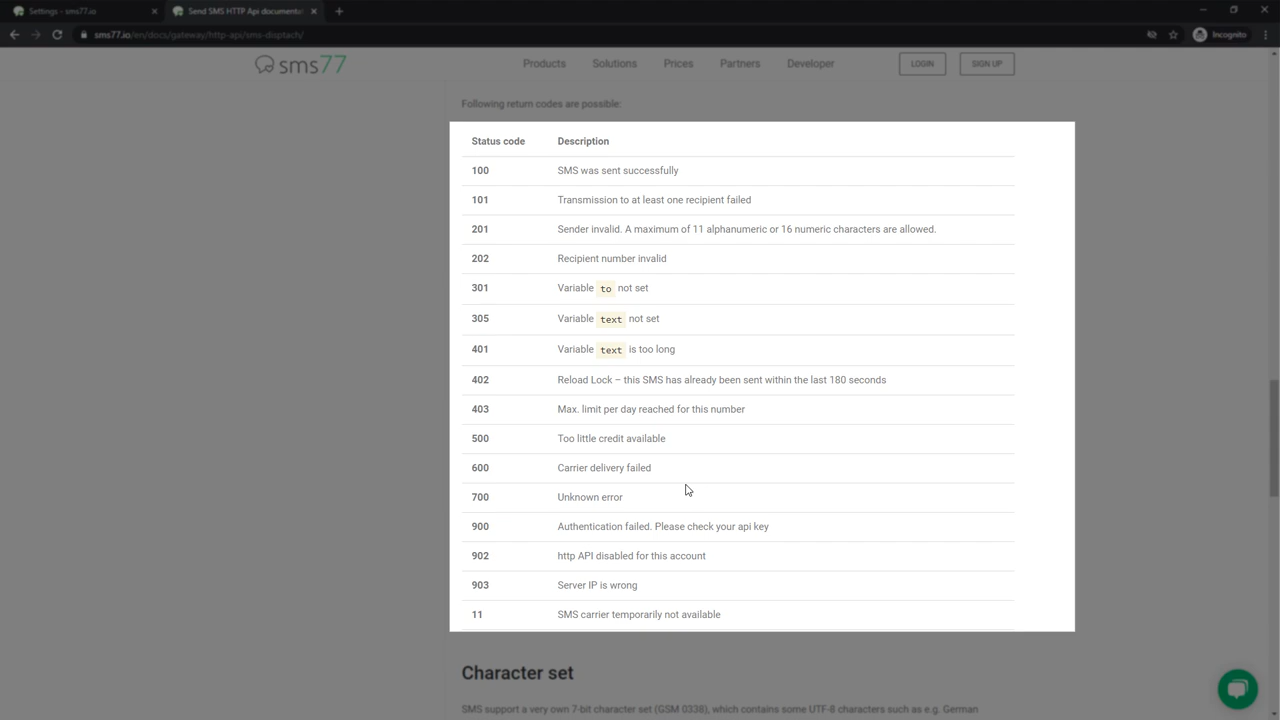 Settings - sms77.io
Send SMS HTTP Api documentat
sms77.io/en/docs/gateway/http-api/sms-disptach/
Incognito
sms77
Products
Solutions
Prices
Partners
Developer
LOGIN
SIGN UP
Following return codes are possible:
Status code Description
100 SMS was sent successfully
101 Transmission to at least one recipient failed
201 Sender invalid. A maximum of 11 alphanumeric or 16 numeric characters are allowed.
202 Recipient number invalid
301 Variable to not set
305 Variable text not set
401 Variable text is too long
402 Reload Lock – this SMS has already been sent within the last 180 seconds
403 Max. limit per day reached for this number
500 Too little credit available
600 Carrier delivery failed
700 Unknown error
900 Authentication failed. Please check your api key
902 http API disabled for this account
903 Server IP is wrong
11 SMS carrier temporarily not available
Character set
SMS support a very own 7-bit character set (GSM 0338), which contains some UTF-8 characters such as e.g. German